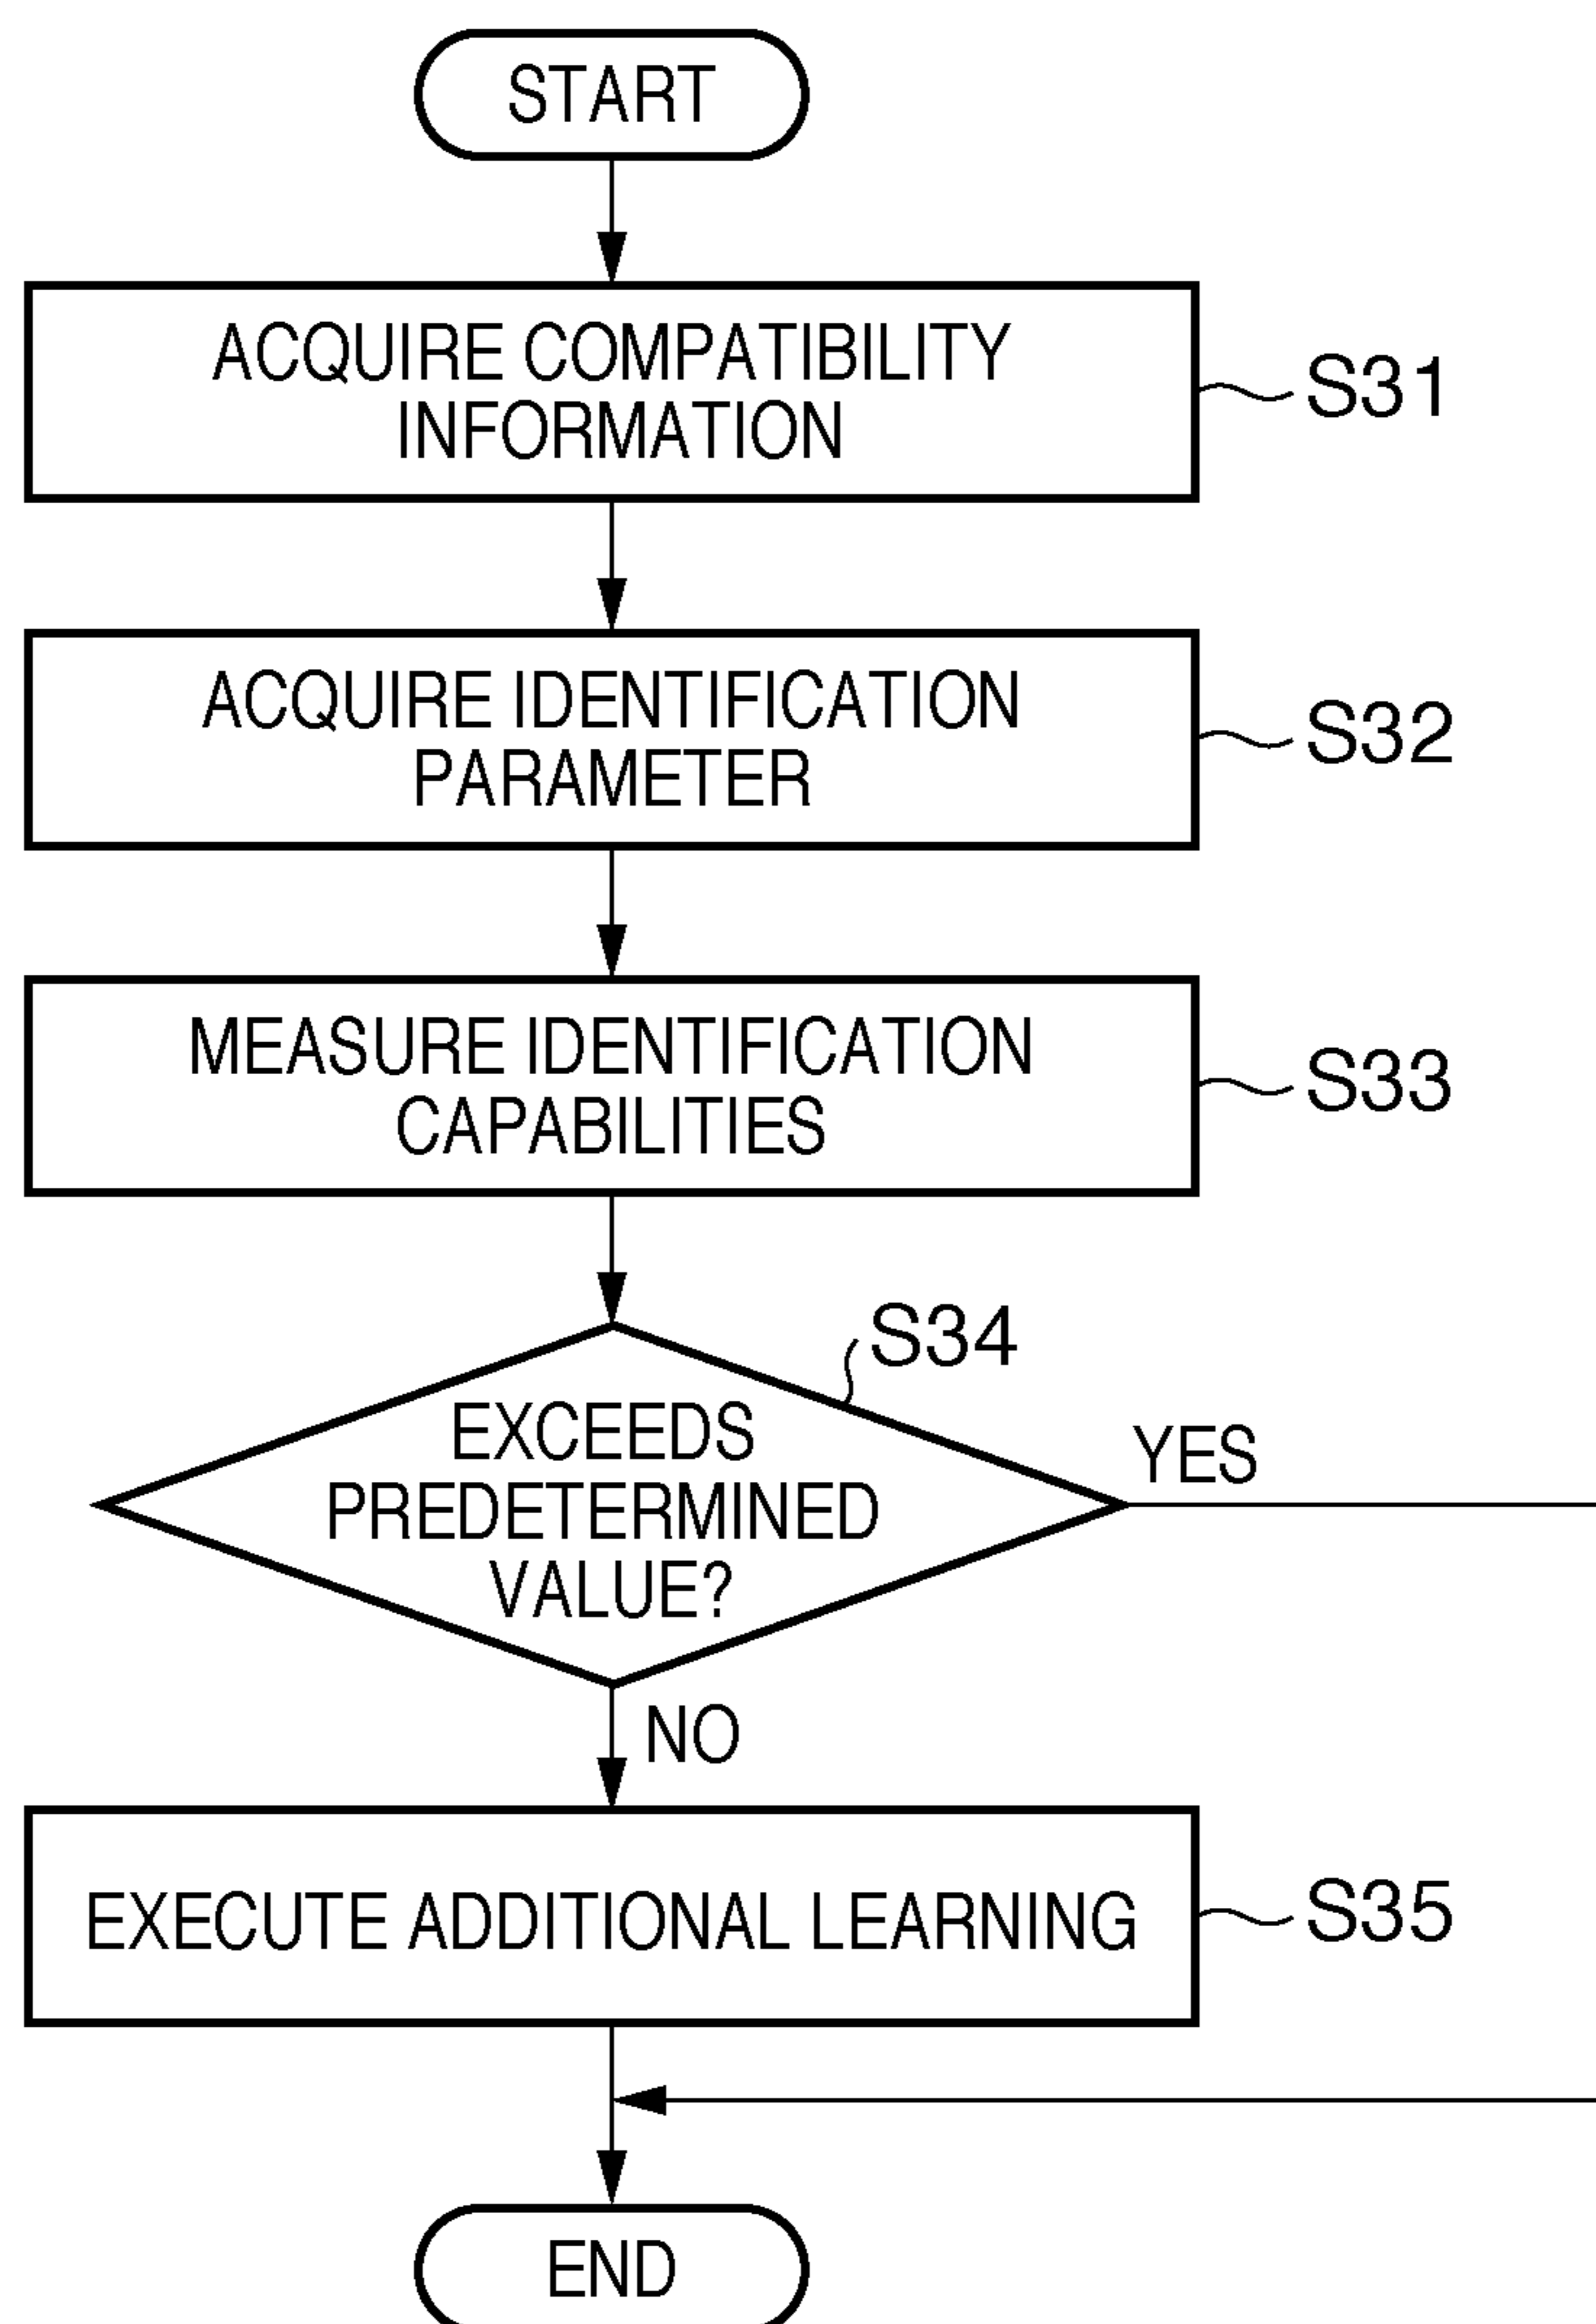 START
ACQUIRE COMPATIBILITY
INFORMATION
S31
ACQUIRE IDENTIFICATION
PARAMETER
S32
MEASURE IDENTIFICATION
CAPABILITIES
S33
S34
EXCEEDS
PREDETERMINED
VALUE?
YES
NO
EXECUTE ADDITIONAL LEARNING
S35
END